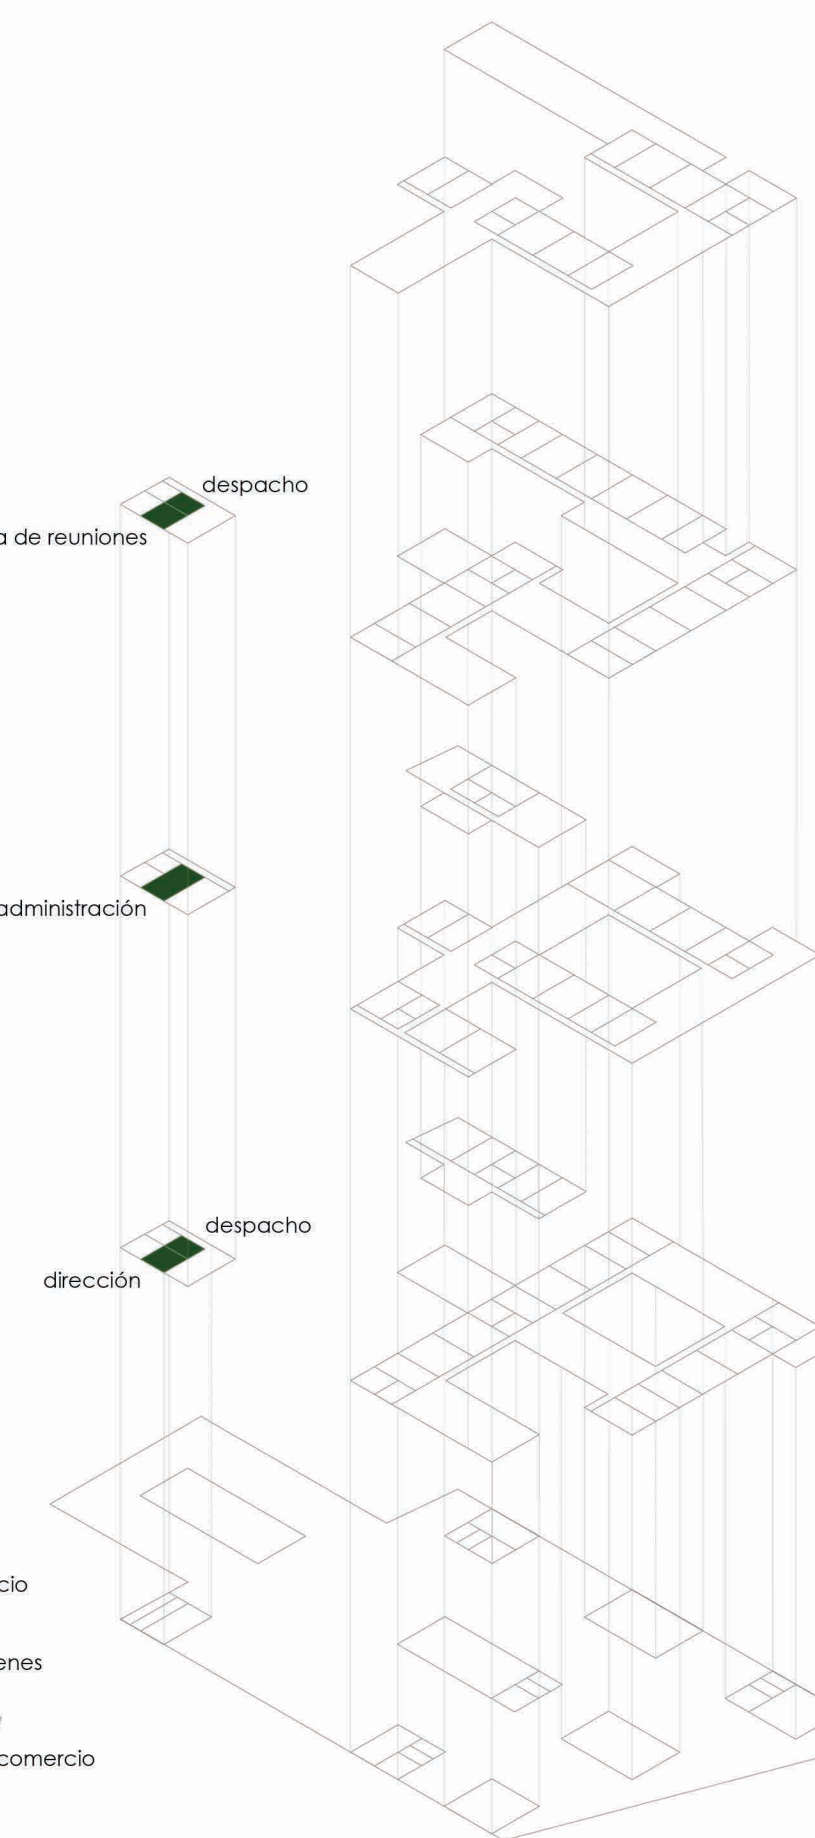 despacho
a de reuniones
administración
despacho
dirección
cio
enes
comercio